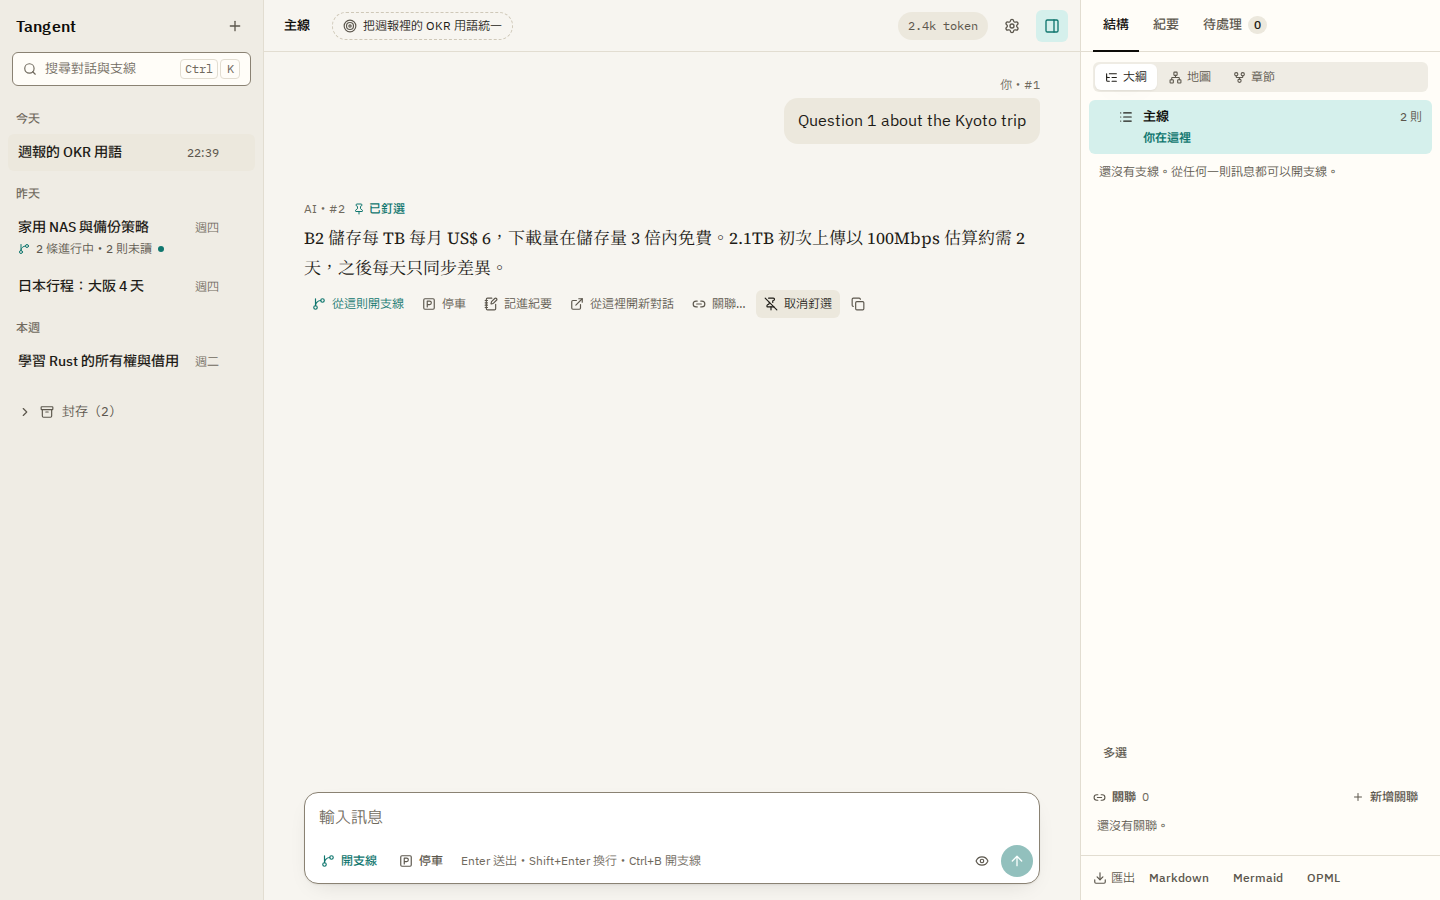 Tangent
搜尋對話與支線 Ctrl K
今天
週報的 OKR 用語 22:39
昨天
家用 NAS 與備份策略 週四
2 條進行中・2 則未讀
日本行程：大阪 4 天 週四
本週
學習 Rust 的所有權與借用 週二
封存（2）
主線 把週報裡的 OKR 用語統一 2.4k token
你・#1
Question 1 about the Kyoto trip
AI・#2 已釘選
B2 儲存每 TB 每月 US$ 6，下載量在儲存量 3 倍內免費。2.1TB 初次上傳以 100Mbps 估算約需 2
天，之後每天只同步差異。
從這則開支線 停車 記進紀要 從這裡開新對話 關聯… 取消釘選
輸入訊息
開支線 停車 Enter 送出・Shift+Enter 換行・Ctrl+B 開支線
結構 紀要 待處理 0
大綱 地圖 章節
主線 2 則
你在這裡
還沒有支線。從任何一則訊息都可以開支線。
多選
關聯 0 新增關聯
還沒有關聯。
匯出 Markdown Mermaid OPML